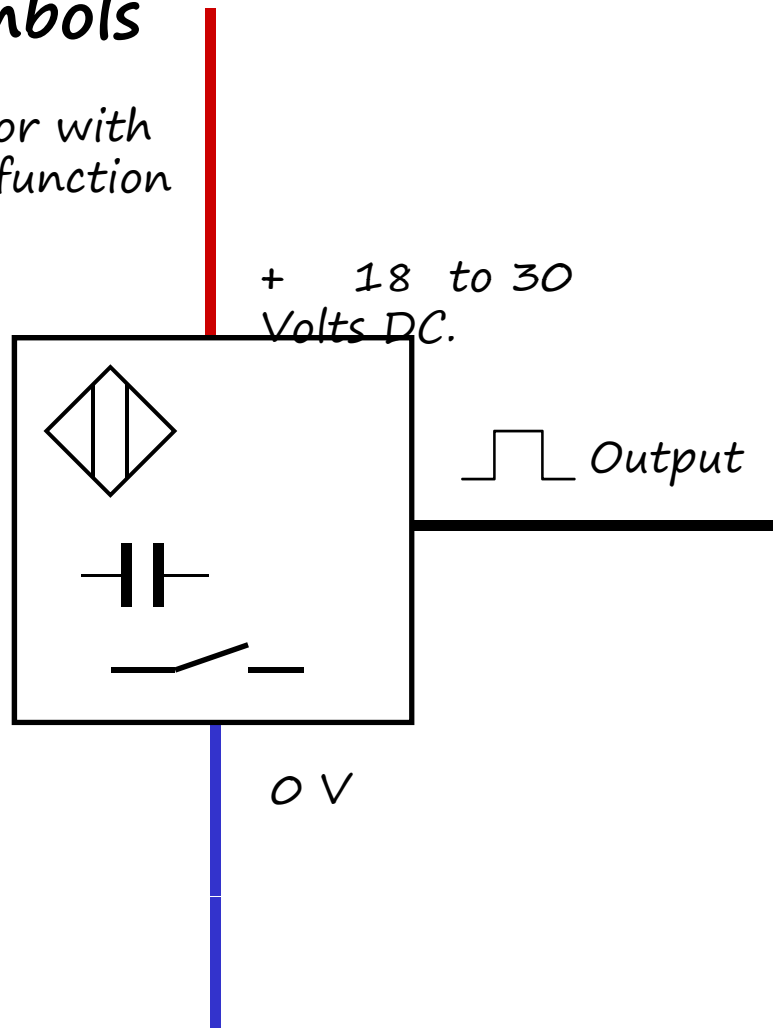 mbols
or with
function
+ 18 to 30
Volts DC.
Output
0 V